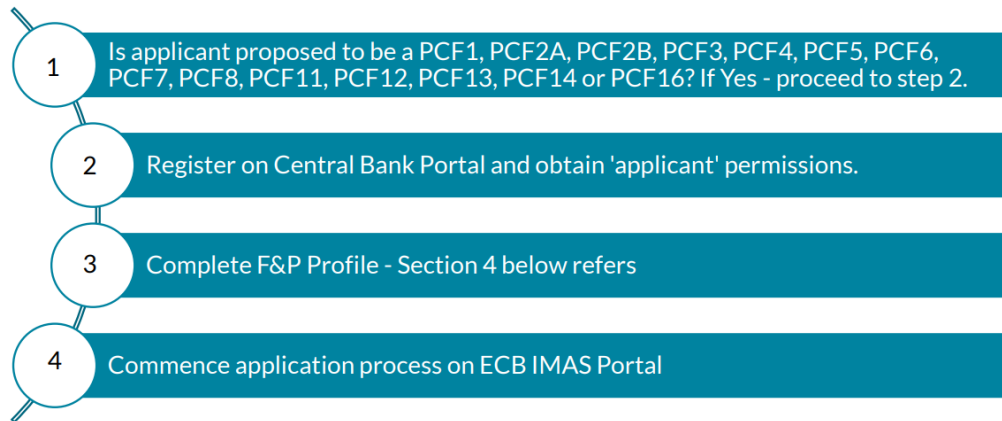 1
Is applicant proposed to be a PCF1, PCF2A, PCF2B, PCF3, PCF4, PCF5, PCF6,
PCF7, PCF8, PCF11, PCF12, PCF13, PCF14 or PCF16? If Yes - proceed to step 2.
2
Register on Central Bank Portal and obtain 'applicant' permissions.
3
Complete F&P Profile - Section 4 below refers
4
Commence application process on ECB IMAS Portal